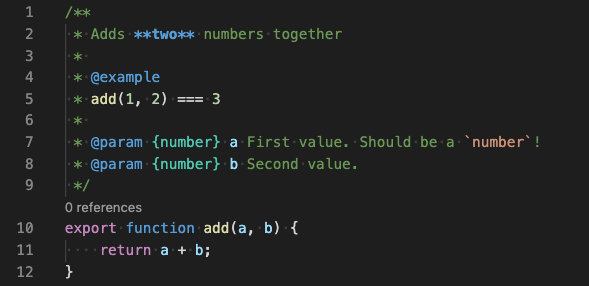 1 /**
2  * Adds **two** numbers together
3  *
4  * @example
5  * add(1, 2) === 3
6  *
7  * @param {number} a First value. Should be a `number`!
8  * @param {number} b Second value.
9  */
0 references
10 export function add(a, b) {
11     return a + b;
12 }